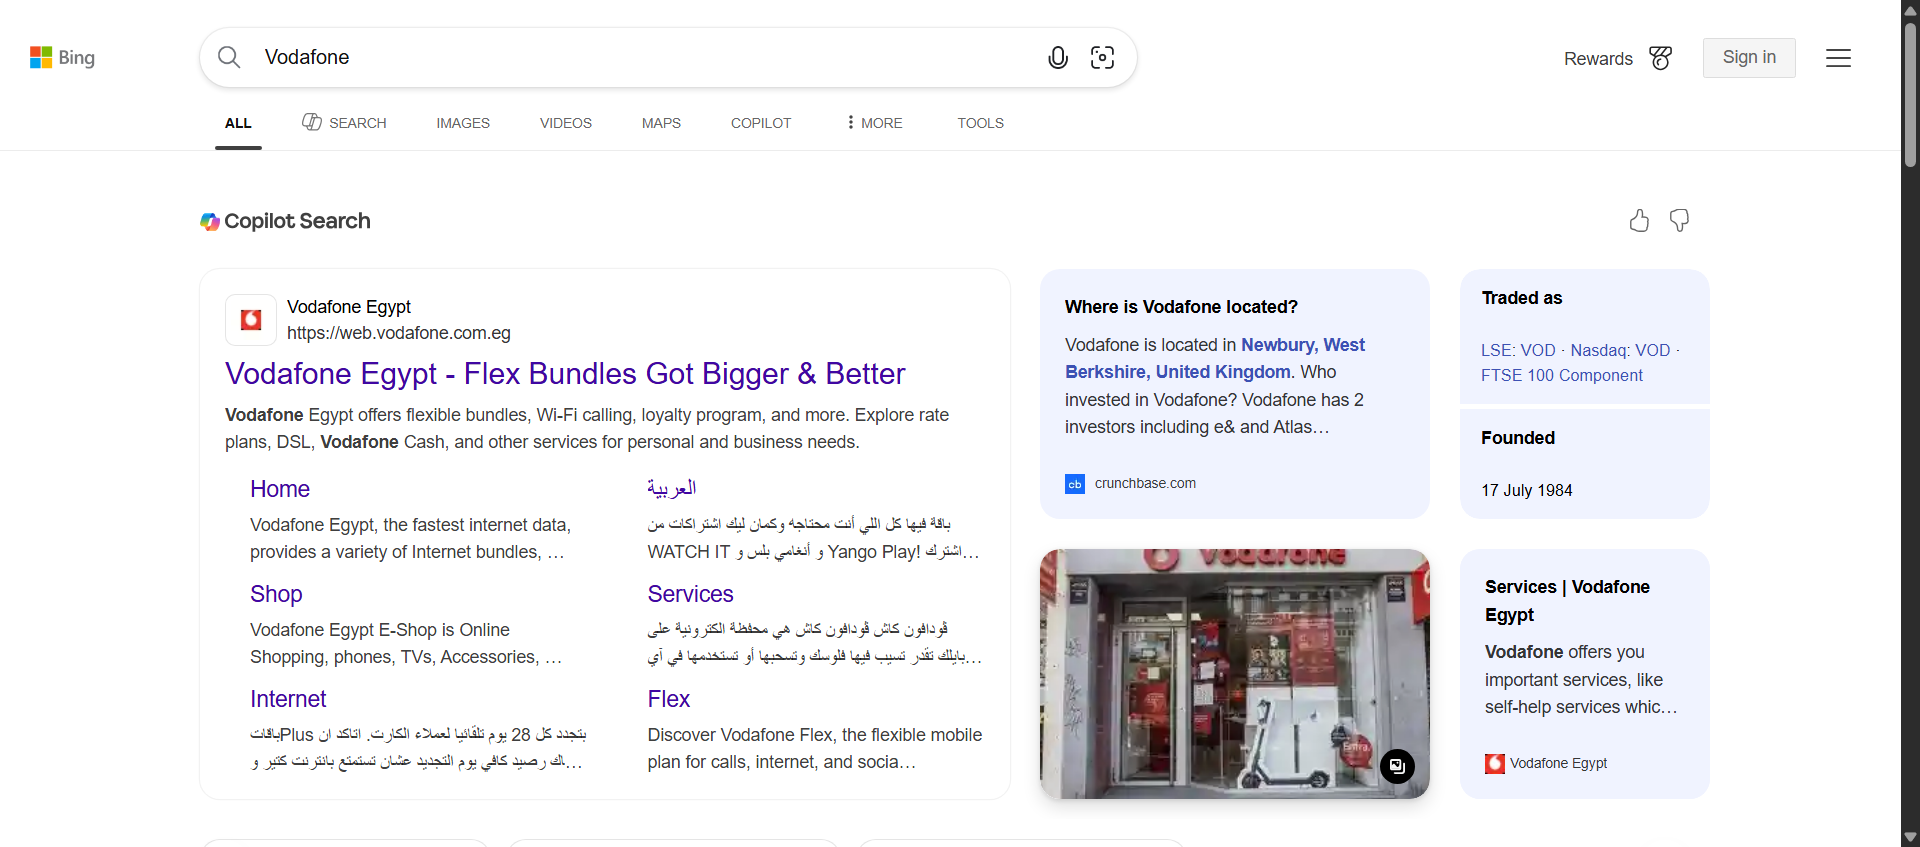 Bing
Vodafone
Rewards
Sign in
ALL
SEARCH
IMAGES
VIDEOS
MAPS
COPILOT
MORE
TOOLS
Copilot Search
Vodafone Egypt
https://web.vodafone.com.eg
Vodafone Egypt - Flex Bundles Got Bigger & Better
Vodafone Egypt offers flexible bundles, Wi-Fi calling, loyalty program, and more. Explore rate
plans, DSL, Vodafone Cash, and other services for personal and business needs.
Home
Vodafone Egypt, the fastest internet data,
provides a variety of Internet bundles, …
العربية
باقة فيها كل اللي أنت محتاجه وكمان ليك اشتراكات من
WATCH IT و أنغامي بلس و Yango Play! اشترك…
Shop
Vodafone Egypt E-Shop is Online
Shopping, phones, TVs, Accessories, …
Services
ڤودافون كاش ڤودافون كاش هي محفظة الكترونية على
بايلك تقدر تسيب فيها فلوسك وتسحبها أو تستخدمها في آي…
Internet
باقات‎Plus بتجدد كل 28 يوم تلقائيا لعملاء الكارت. اتاكد ان
رصيد كافي يوم التجديد عشان تستمتع بانترنت كتير و…
Flex
Discover Vodafone Flex, the flexible mobile
plan for calls, internet, and socia…
Where is Vodafone located?
Vodafone is located in Newbury, West
Berkshire, United Kingdom. Who
invested in Vodafone? Vodafone has 2
investors including e& and Atlas…
cb crunchbase.com
Traded as
LSE: VOD · Nasdaq: VOD ·
FTSE 100 Component
Founded
17 July 1984
vodafone
Services | Vodafone
Egypt
Vodafone offers you
important services, like
self-help services whic…
Vodafone Egypt